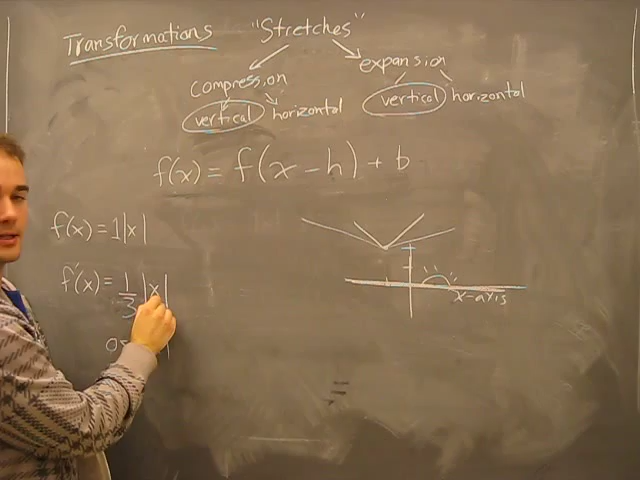 Transformations "Stretches"
compression expansion
vertical horizontal vertical horizontal
f(x) = f(x - h) + b
f(x) = 1|x|
f'(x) = 1/3 |x|
x-axis